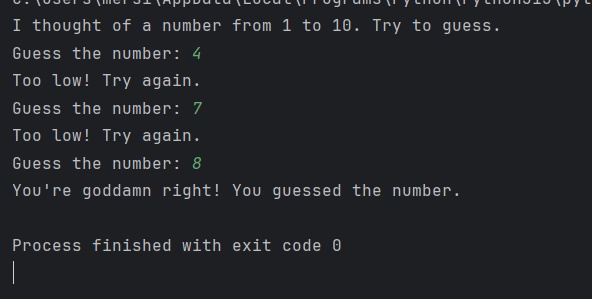 I thought of a number from 1 to 10. Try to guess.
Guess the number: 4
Too low! Try again.
Guess the number: 7
Too low! Try again.
Guess the number: 8
You're goddamn right! You guessed the number.
Process finished with exit code 0